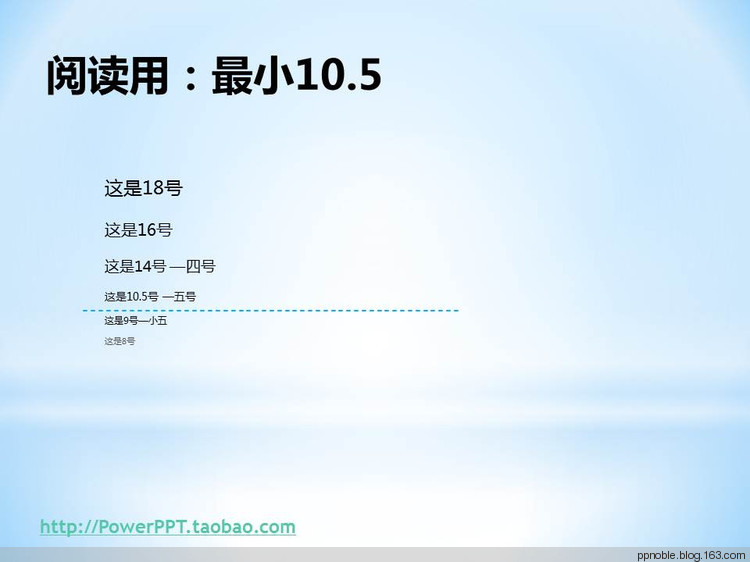 阅读用：最小10.5
这是18号
这是16号
这是14号 —四号
这是10.5号 —五号
这是9号—小五
这是8号
http://PowerPPT.taobao.com
ppnoble.blog.163.com